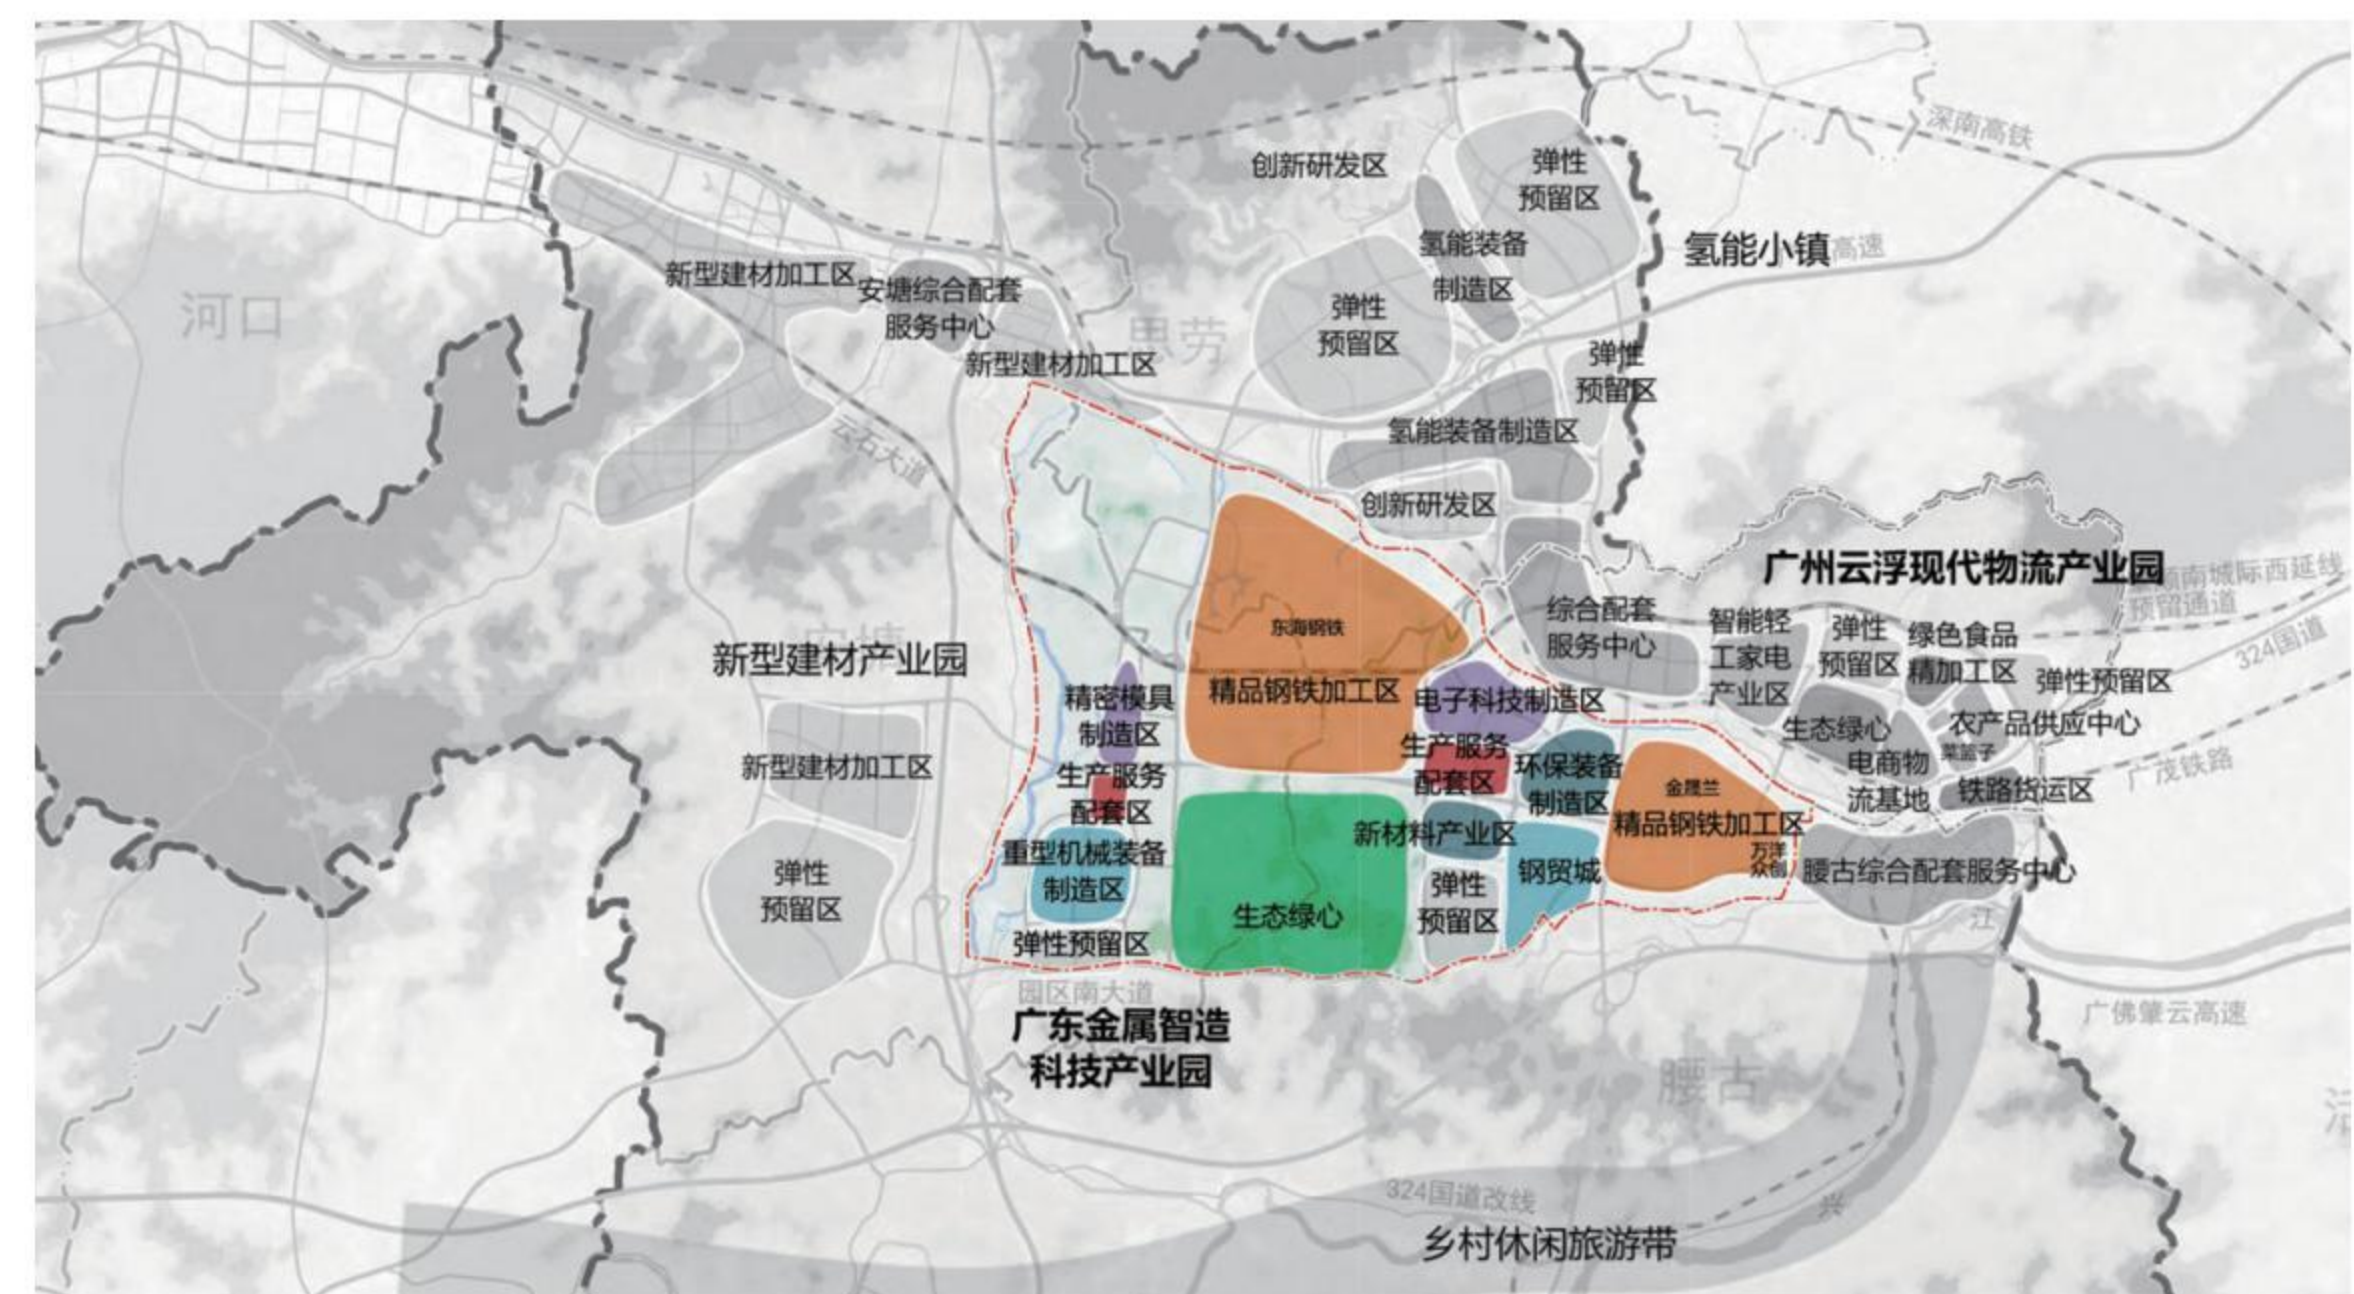 深南高铁
创新研发区
弹性
预留区
氢能装备
制造区
氢能小镇
高速
新型建材加工区
安塘综合配套
服务中心
河口
弹性
预留区
思劳
新型建材加工区
弹性
预留区
云石大道
氢能装备制造区
创新研发区
广州云浮现代物流产业园
南城际西延线
预留通道
324国道
综合配套
服务中心
智能轻
工家电
产业区
弹性
预留区
绿色食品
精加工区
弹性预留区
东海钢铁
新型建材产业园
精密模具
制造区
精品钢铁加工区
电子科技制造区
生态绿心
农产品供应中心
菜篮子
生产服务
配套区
环保装备
制造区
电商物
流基地
铁路货运区
广茂铁路
新型建材加工区
生产服务
配套区
金晟兰
精品钢铁加工区
新材料产业区
万洋
众创
重型机械装备
制造区
钢贸城
腰古综合配套服务中心
弹性
预留区
弹性
预留区
生态绿心
弹性预留区
江
园区南大道
广佛肇云高速
广东金属智造
科技产业园
腰古
324国道改线
兴
乡村休闲旅游带